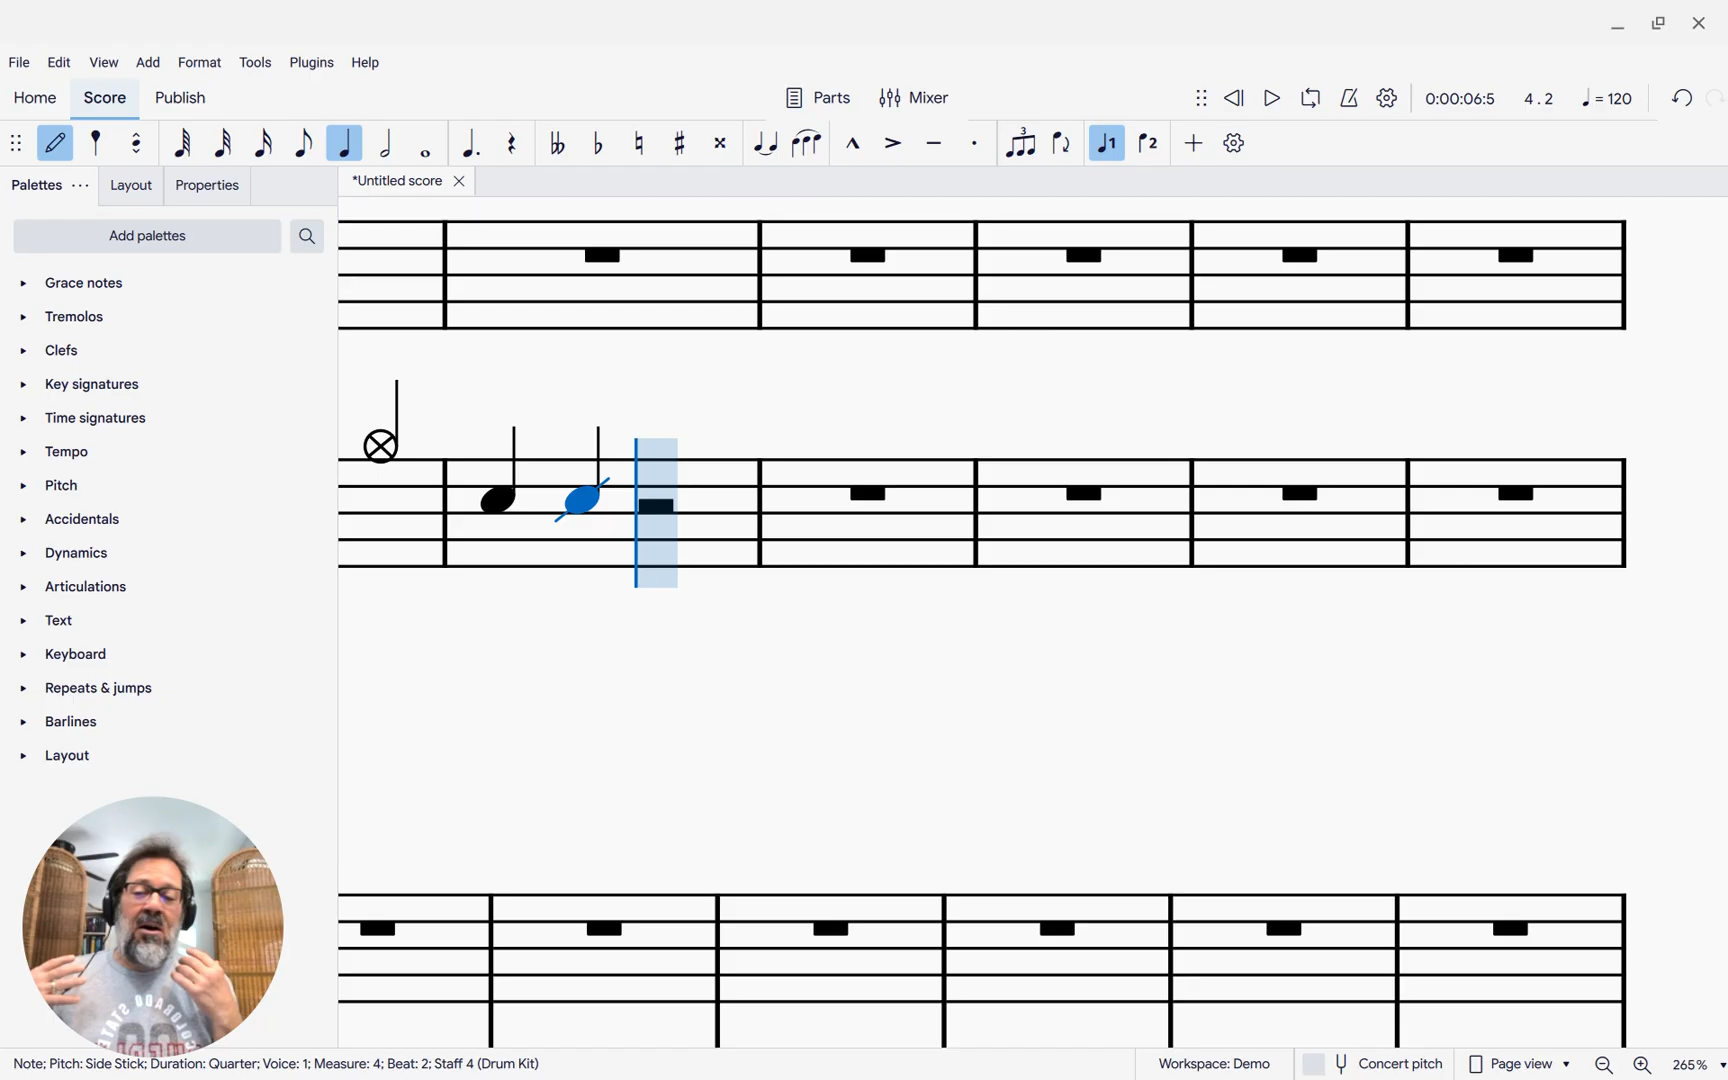 File Edit View Add Format Tools Plugins Help
Home Score Publish Parts Mixer 0:00:06:5 4 . 2 = 120
3 1 2
Palettes ··· Layout Properties *Untitled score
Add palettes
Grace notes
Tremolos
Clefs
Key signatures
Time signatures
Tempo
Pitch
Accidentals
Dynamics
Articulations
Text
Keyboard
Repeats & jumps
Barlines
Layout
Note; Pitch: Side Stick; Duration: Quarter; Voice: 1; Measure: 4; Beat: 2; Staff 4 (Drum Kit) Workspace: Demo Concert pitch Page view 265%